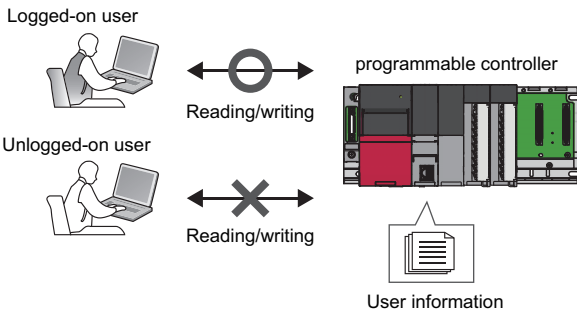 Logged-on user
programmable controller
Reading/writing
Unlogged-on user
Reading/writing
User information